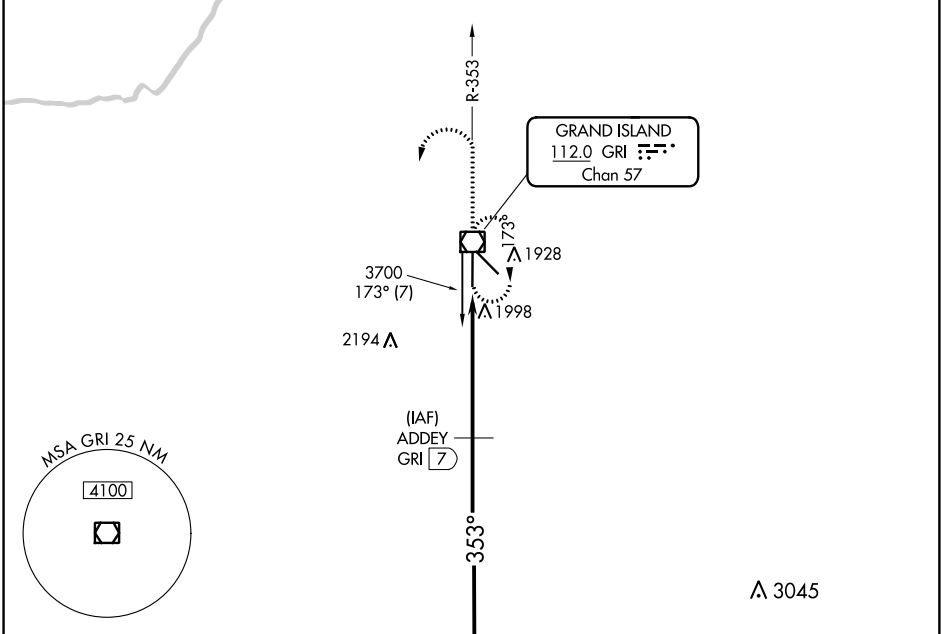 R-353
GRAND ISLAND
112.0 GRI
Chan 57
173°
1928
3700
173° (7)
1998
2194
(IAF)
ADDEY
GRI 7
MSA GRI 25 NM
4100
353°
3045